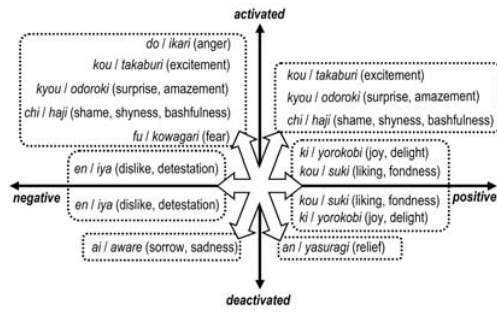 activated
do / ikari (anger)
kou / takaburi (excitement)
kyou / odoroki (surprise, amazement)
chi / haji (shame, shyness, bashfulness)
fu / kowagari (fear)
kou / takaburi (excitement)
kyou / odoroki (surprise, amazement)
chi / haji (shame, shyness, bashfulness)
en / iya (dislike, detestation)
ki / yorokobi (joy, delight)
kou / suki (liking, fondness)
negative
positive
en / iya (dislike, detestation)
kou / suki (liking, fondness)
ki / yorokobi (joy, delight)
ai / aware (sorrow, sadness)
an / yasuragi (relief)
deactivated